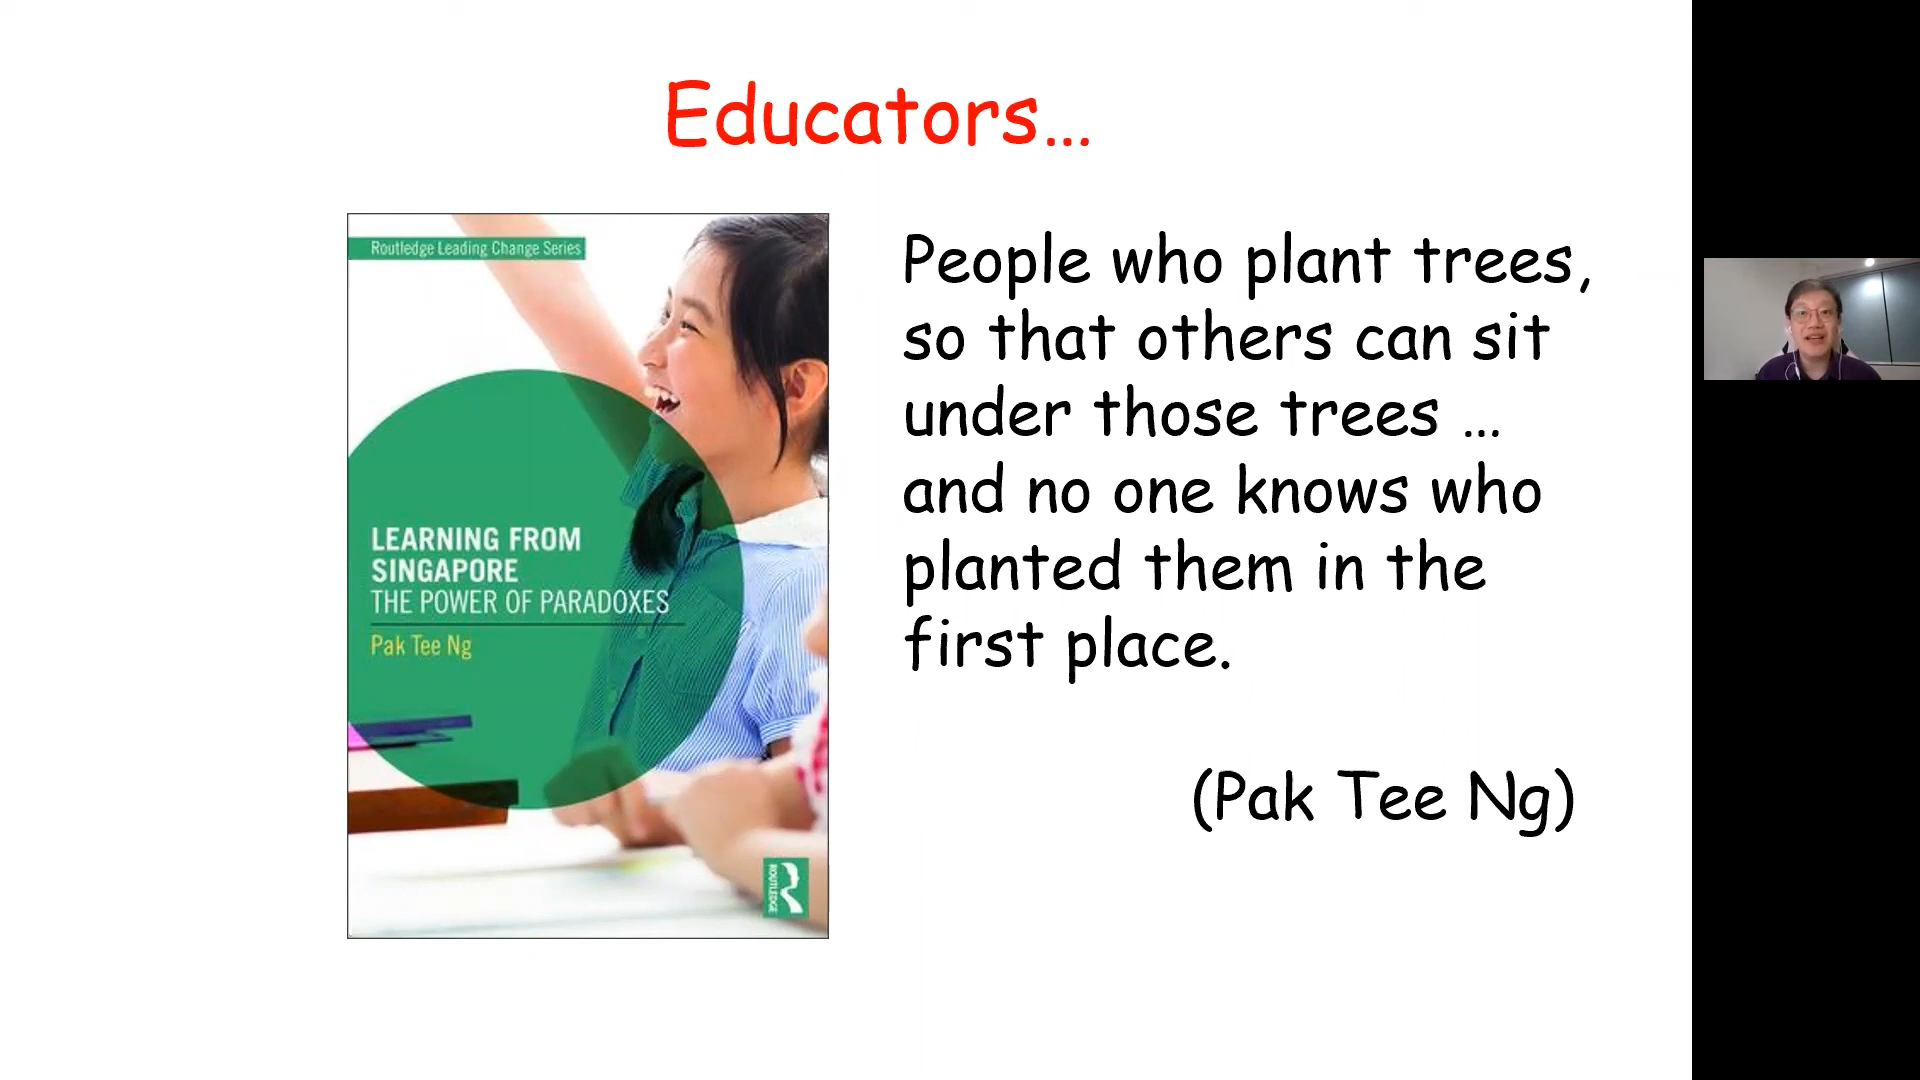 Educators...
Routledge Leading Change Series
LEARNING FROM
SINGAPORE
THE POWER OF PARADOXES
Pak Tee Ng
ROUTLEDGE
People who plant trees,
so that others can sit
under those trees ...
and no one knows who
planted them in the
first place.
(Pak Tee Ng)